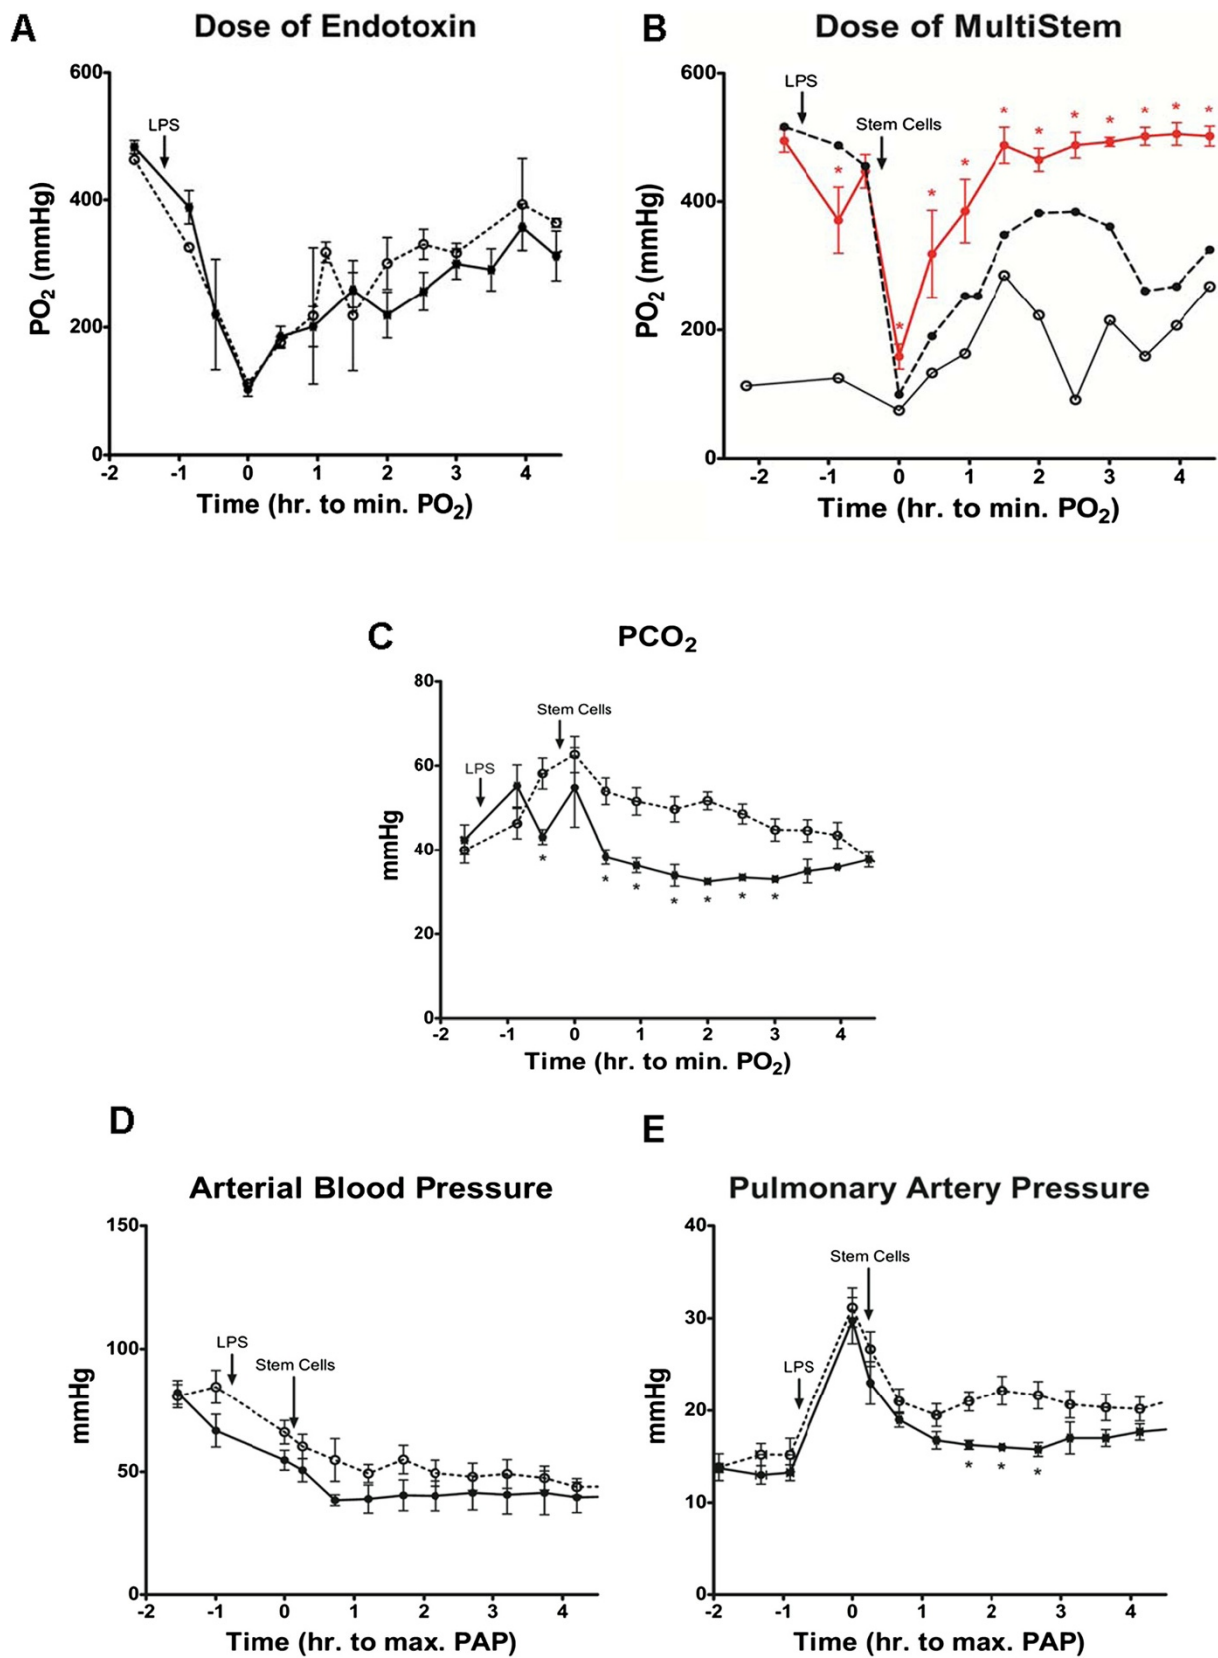 A
Dose of Endotoxin
600
LPS
400
200
0
-2 -1 0 1 2 3 4
PO2 (mmHg)
Time (hr. to min. PO2)
B
Dose of MultiStem
600
LPS
Stem Cells
* * * * * * * * * * *
400
200
0
-2 -1 0 1 2 3 4
PO2 (mmHg)
Time (hr. to min. PO2)
C
PCO2
80
Stem Cells
60
LPS
40
* * * * * * *
20
0
-2 -1 0 1 2 3 4
mmHg
Time (hr. to min. PO2)
D
Arterial Blood Pressure
150
100
LPS
Stem Cells
50
0
-2 -1 0 1 2 3 4
mmHg
Time (hr. to max. PAP)
E
Pulmonary Artery Pressure
40
Stem Cells
30
LPS
20
* * *
10
0
-2 -1 0 1 2 3 4
mmHg
Time (hr. to max. PAP)